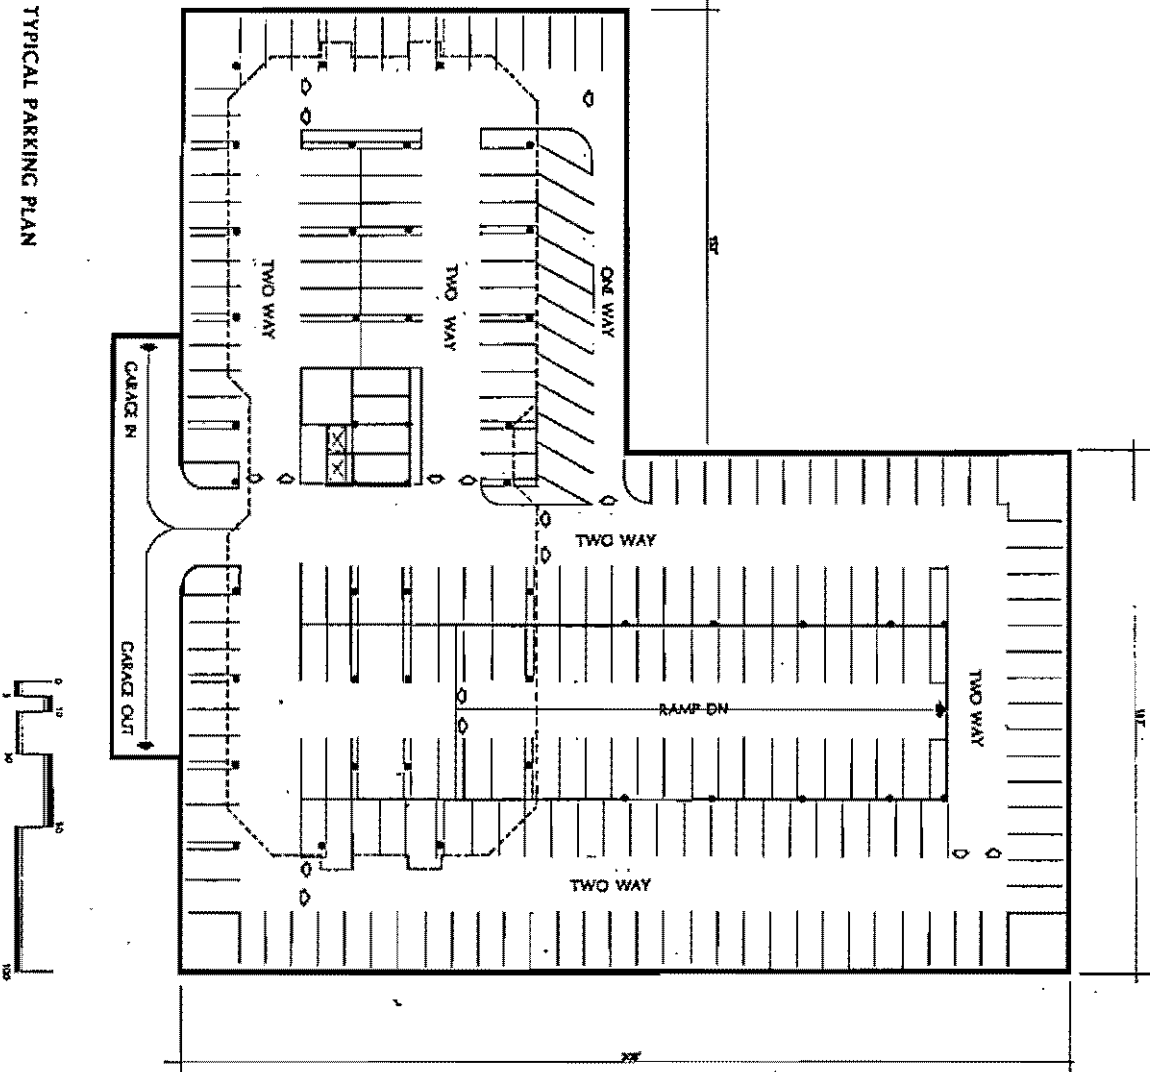 TYPICAL PARKING PLAN
TWO WAY
TWO WAY
ONE WAY
GARAGE IN
TWO WAY
GARAGE OUT
RAMP DN
TWO WAY
TWO WAY
0
5
10
50
100